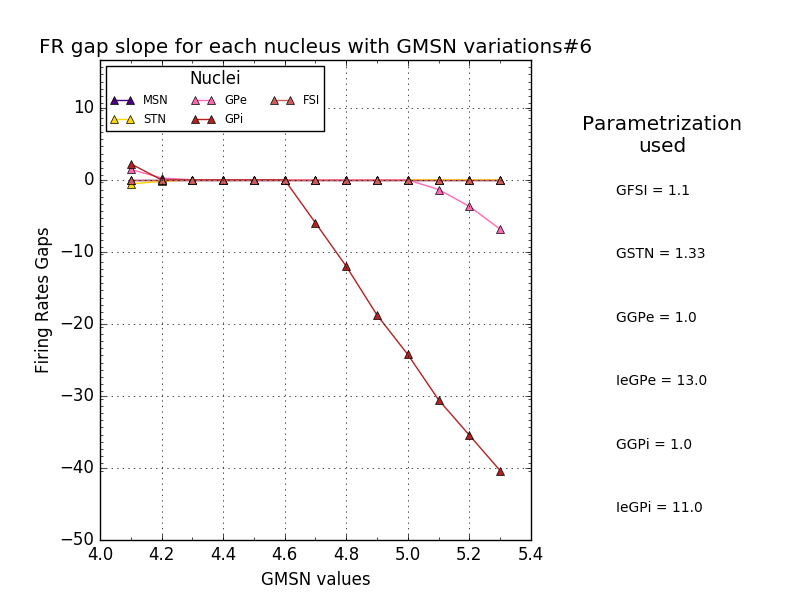 FR gap slope for each nucleus with GMSN variations#6
Nuclei
MSN GPe FSI
STN GPi
Parametrization
used
GFSI = 1.1
GSTN = 1.33
GGPe = 1.0
IeGPe = 13.0
GGPi = 1.0
IeGPi = 11.0
Firing Rates Gaps
10
0
−10
−20
−30
−40
−50
4.0 4.2 4.4 4.6 4.8 5.0 5.2 5.4
GMSN values